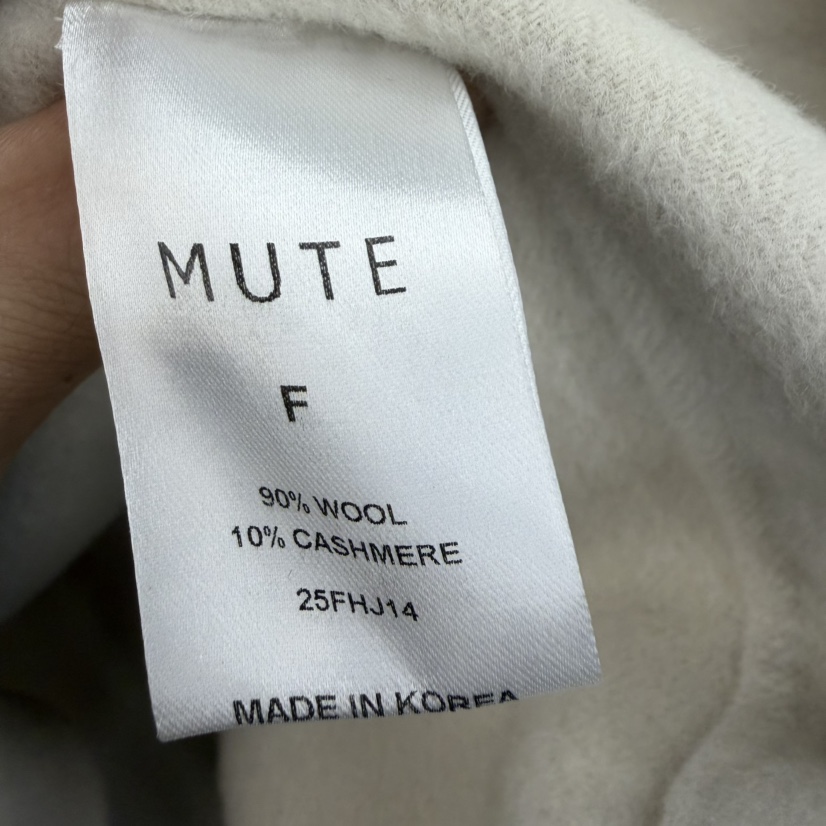 MUTE
F
90% WOOL
10% CASHMERE
25FHJ14
MADE IN KOREA